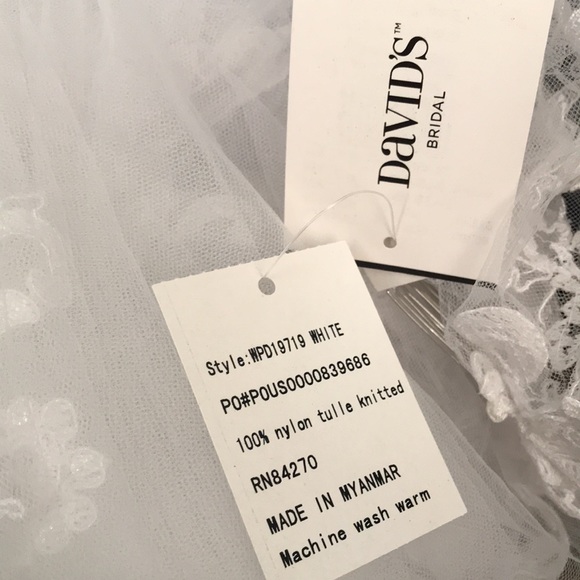 DAVID'S™
BRIDAL
Style:WPD19719 WHITE
PO#POUS0000839686
100% nylon tulle knitted
RN84270
MADE IN MYANMAR
Machine wash warm